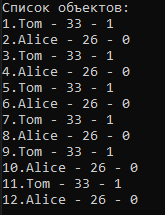 Список объектов:
1.Tom - 33 - 1
2.Alice - 26 - 0
3.Tom - 33 - 1
4.Alice - 26 - 0
5.Tom - 33 - 1
6.Alice - 26 - 0
7.Tom - 33 - 1
8.Alice - 26 - 0
9.Tom - 33 - 1
10.Alice - 26 - 0
11.Tom - 33 - 1
12.Alice - 26 - 0